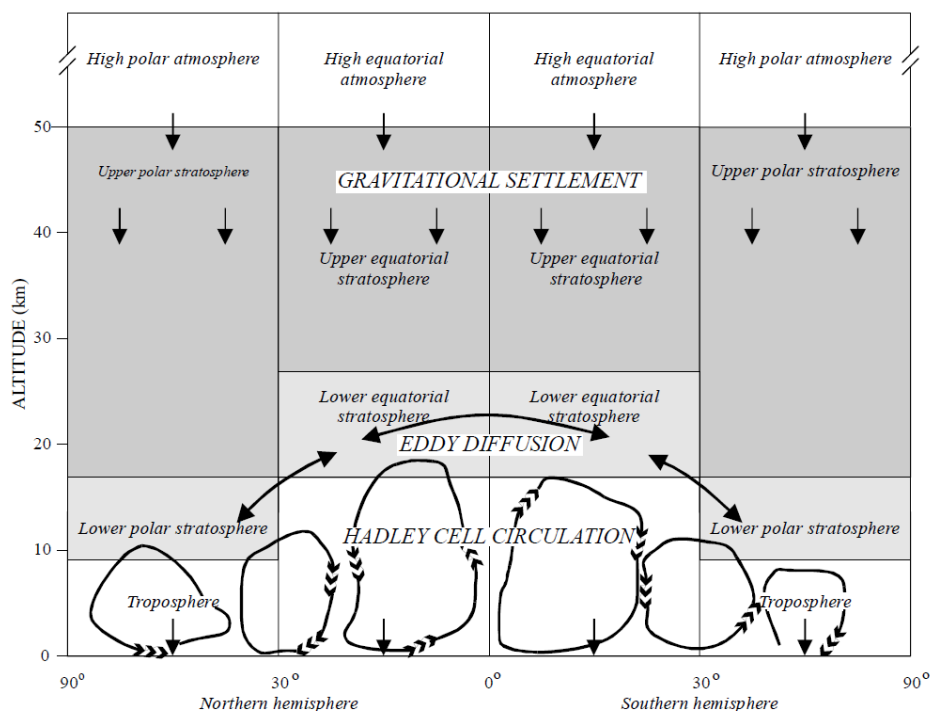 High polar atmosphere
High equatorial
atmosphere
High equatorial
atmosphere
High polar atmosphere
50
Upper polar stratosphere
GRAVITATIONAL SETTLEMENT
Upper polar stratosphere
40
Upper equatorial
stratosphere
Upper equatorial
stratosphere
ALTITUDE (km)
30
Lower equatorial
stratosphere
Lower equatorial
stratosphere
20
EDDY DIFFUSION
Lower polar stratosphere
HADLEY CELL CIRCULATION
Lower polar stratosphere
10
Troposphere
Troposphere
0
90°
30°
0°
30°
90°
Northern hemisphere
Southern hemisphere